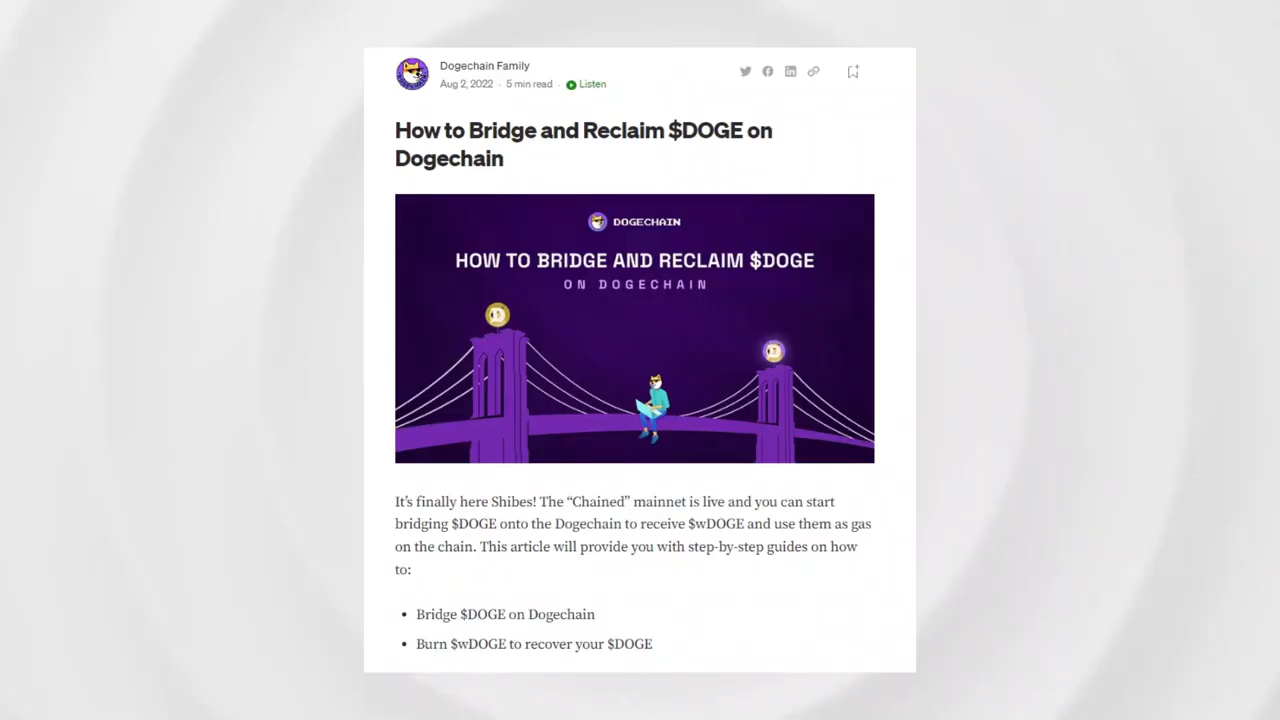 Dogechain Family
Aug 2, 2022 · 5 min read · Listen
How to Bridge and Reclaim $DOGE on
Dogechain
DOGECHAIN
HOW TO BRIDGE AND RECLAIM $DOGE
ON DOGECHAIN
It’s finally here Shibes! The “Chained” mainnet is live and you can start
bridging $DOGE onto the Dogechain to receive $wDOGE and use them as gas
on the chain. This article will provide you with step-by-step guides on how
to:
• Bridge $DOGE on Dogechain
• Burn $wDOGE to recover your $DOGE